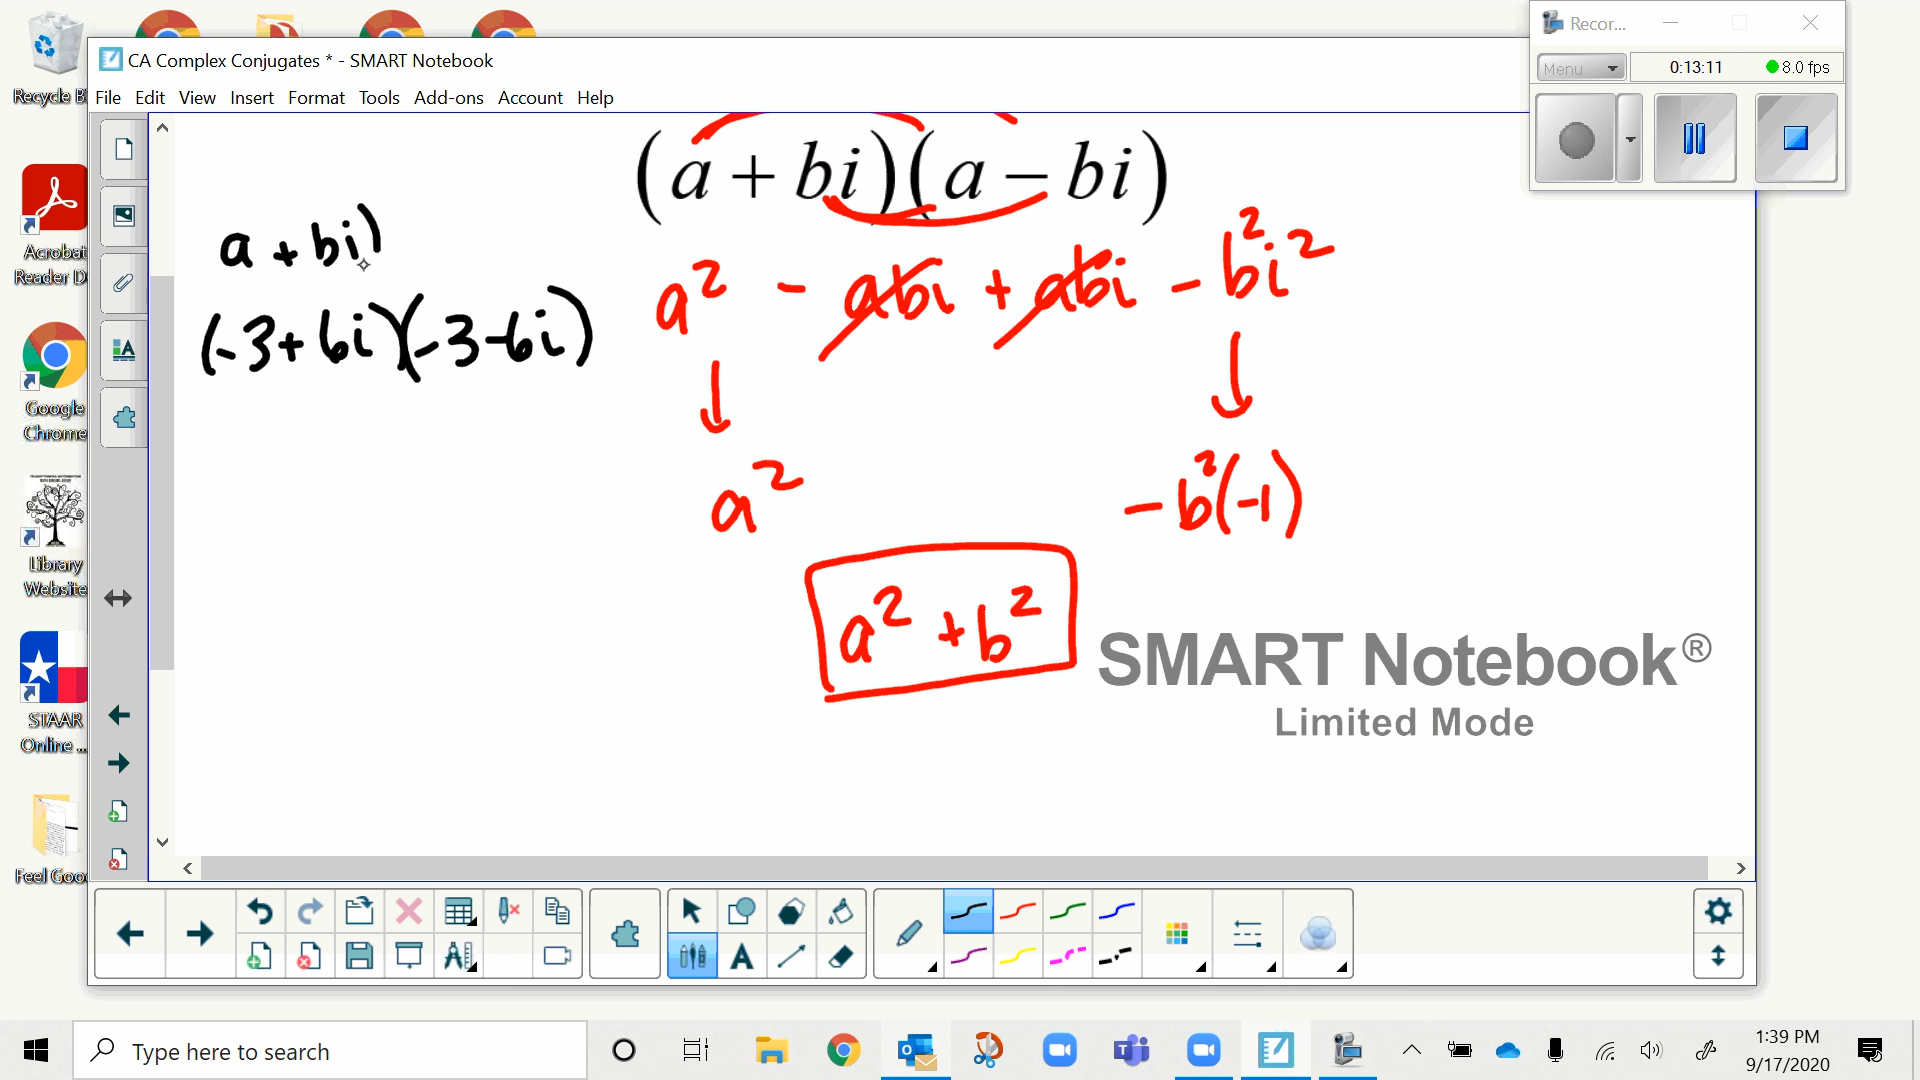 Recor...
CA Complex Conjugates * - SMART Notebook
Menu
0:13:11
8.0 fps
File Edit View Insert Format Tools Add-ons Account Help
Recycle B
(a + bi)(a − bi)
a + bi)
a² - abi + abi - b²i²
(-3+6i)(-3-6i)
a²
-b²(-1)
a² + b²
SMART Notebook®
Limited Mode
Acrobat
Reader D
Google
Chrome
Library
Website
STAAR
Online ...
Feel Goo
Type here to search
1:39 PM
9/17/2020